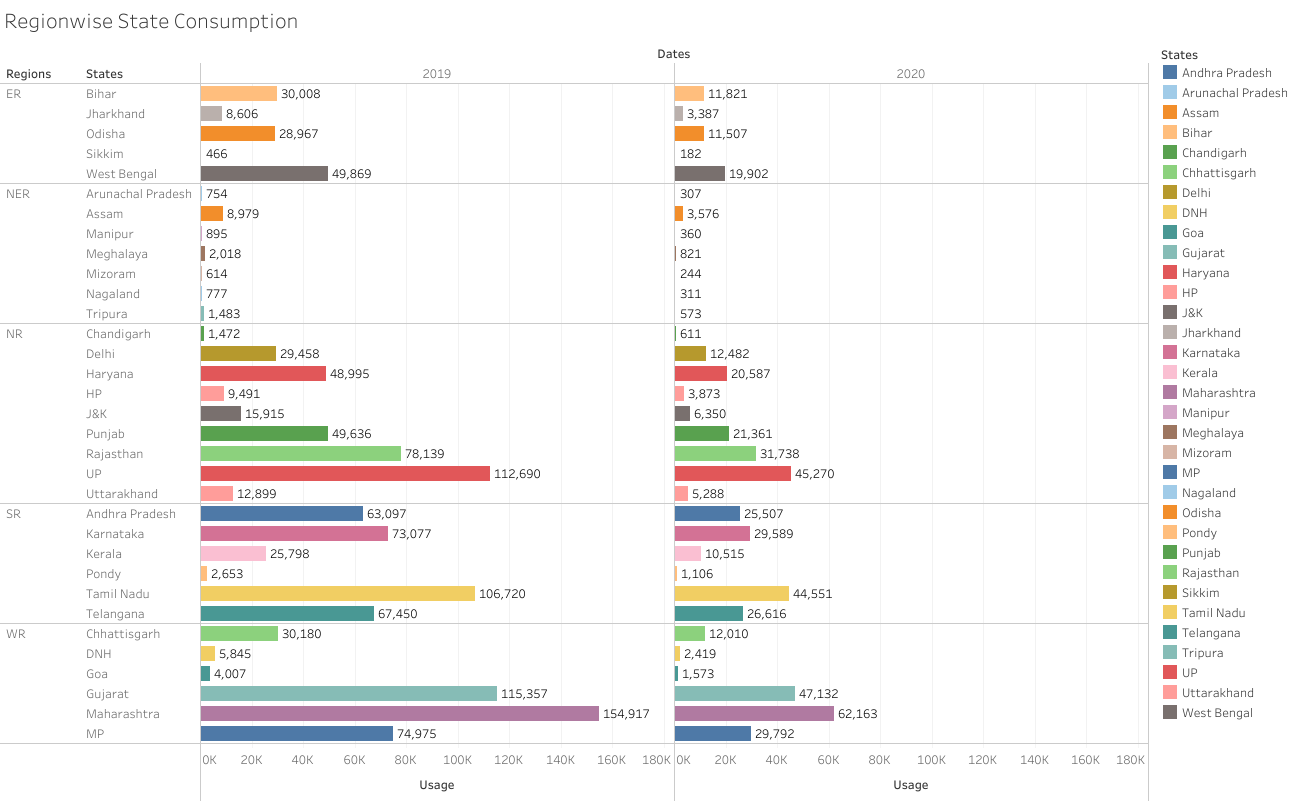 Regionwise State Consumption
Dates
Regions States 2019 2020
ER Bihar 30,008 11,821
Jharkhand 8,606 3,387
Odisha 28,967 11,507
Sikkim 466 182
West Bengal 49,869 19,902
NER Arunachal Pradesh 754 307
Assam 8,979 3,576
Manipur 895 360
Meghalaya 2,018 821
Mizoram 614 244
Nagaland 777 311
Tripura 1,483 573
NR Chandigarh 1,472 611
Delhi 29,458 12,482
Haryana 48,995 20,587
HP 9,491 3,873
J&K 15,915 6,350
Punjab 49,636 21,361
Rajasthan 78,139 31,738
UP 112,690 45,270
Uttarakhand 12,899 5,288
SR Andhra Pradesh 63,097 25,507
Karnataka 73,077 29,589
Kerala 25,798 10,515
Pondy 2,653 1,106
Tamil Nadu 106,720 44,551
Telangana 67,450 26,616
WR Chhattisgarh 30,180 12,010
DNH 5,845 2,419
Goa 4,007 1,573
Gujarat 115,357 47,132
Maharashtra 154,917 62,163
MP 74,975 29,792
0K 20K 40K 60K 80K 100K 120K 140K 160K 180K 0K 20K 40K 60K 80K 100K 120K 140K 160K 180K
Usage Usage
States
Andhra Pradesh
Arunachal Pradesh
Assam
Bihar
Chandigarh
Chhattisgarh
Delhi
DNH
Goa
Gujarat
Haryana
HP
J&K
Jharkhand
Karnataka
Kerala
Maharashtra
Manipur
Meghalaya
Mizoram
MP
Nagaland
Odisha
Pondy
Punjab
Rajasthan
Sikkim
Tamil Nadu
Telangana
Tripura
UP
Uttarakhand
West Bengal